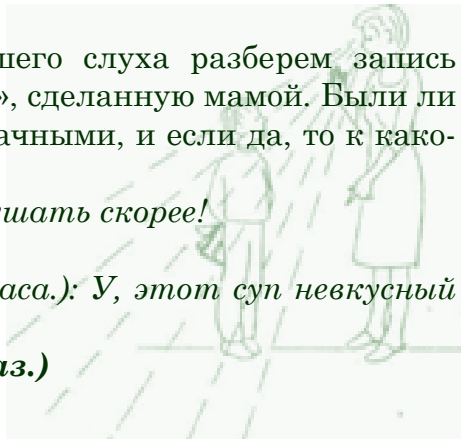 шего слуха разберем запись
», сделанную мамой. Были ли
ачными, и если да, то к како-
шать скорее!
аса.): У, этот суп невкусный
аз.)